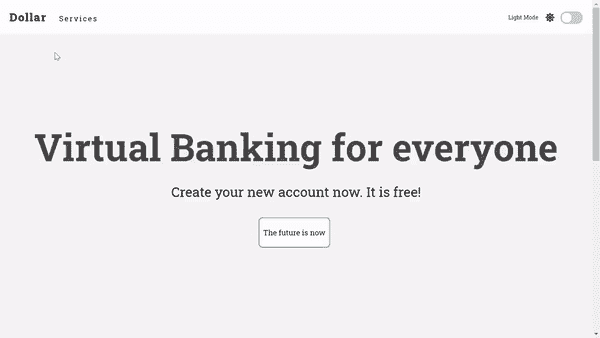 Dollar Services Light Mode
Virtual Banking for everyone
Create your new account now. It is free!
The future is now